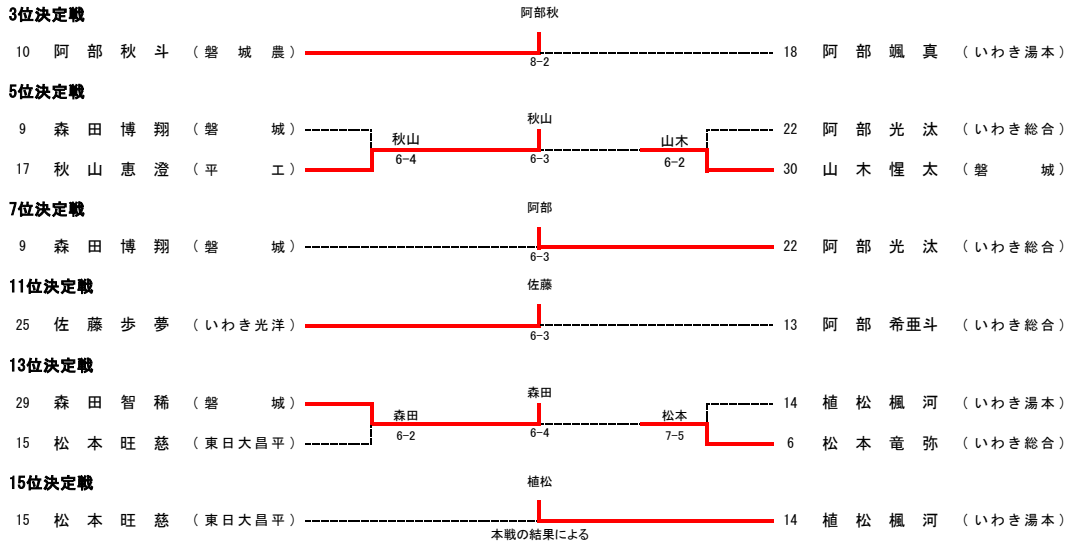 3位決定戦
阿部秋
10 阿部秋斗 (磐城農) 18 阿部颯真 (いわき湯本)
8-2
5位決定戦
9 森田博翔 (磐城) 秋山 22 阿部光汰 (いわき総合)
秋山 山木
6-4 6-3 6-2
17 秋山恵澄 (平工) 30 山木惺太 (磐城)
7位決定戦
阿部
9 森田博翔 (磐城) 22 阿部光汰 (いわき総合)
6-3
11位決定戦
佐藤
25 佐藤歩夢 (いわき光洋) 13 阿部希亜斗 (いわき総合)
6-3
13位決定戦
森田
29 森田智稀 (磐城) 14 植松楓河 (いわき湯本)
森田 松本
6-2 6-4 7-5
15 松本旺慈 (東日大昌平) 6 松本竜弥 (いわき総合)
15位決定戦
植松
15 松本旺慈 (東日大昌平) 14 植松楓河 (いわき湯本)
本戦の結果による